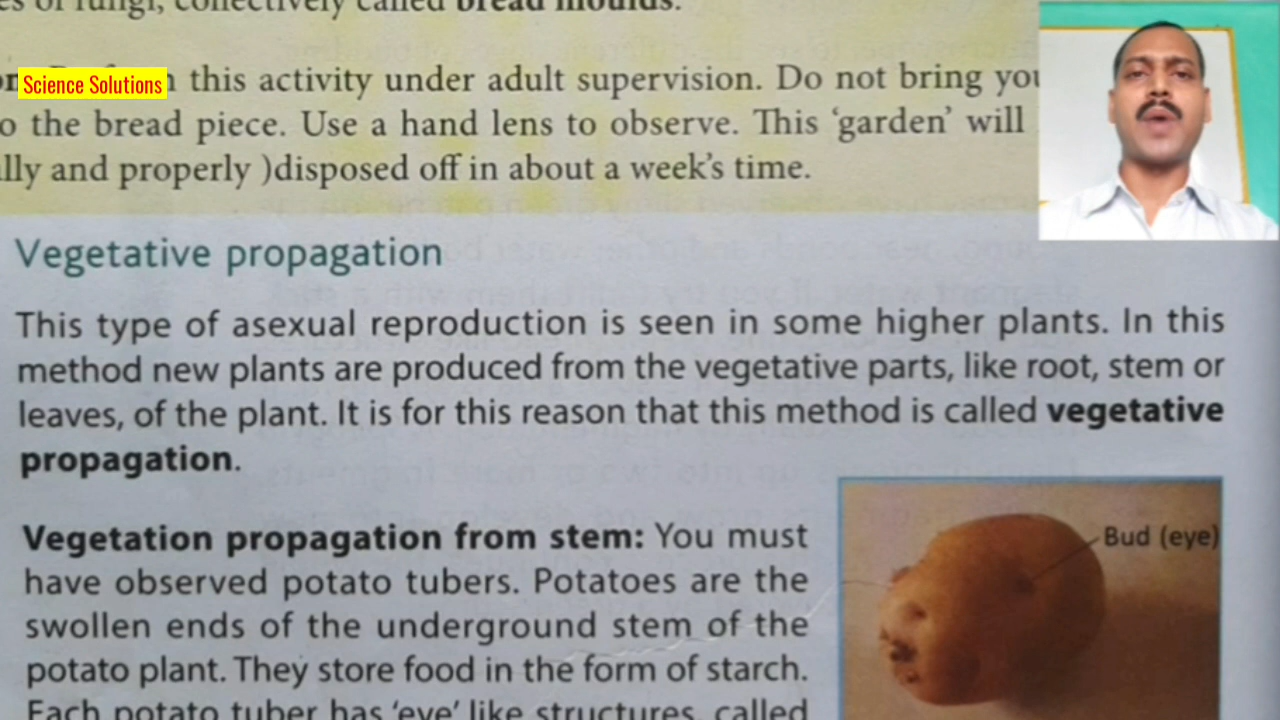 es of fungi, collectively called bread moulds.
Science Solutions
this activity under adult supervision. Do not bring you
o the bread piece. Use a hand lens to observe. This ‘garden’ will
lly and properly )disposed off in about a week’s time.
Vegetative propagation
This type of asexual reproduction is seen in some higher plants. In this
method new plants are produced from the vegetative parts, like root, stem or
leaves, of the plant. It is for this reason that this method is called vegetative
propagation.
Vegetation propagation from stem: You must
have observed potato tubers. Potatoes are the
swollen ends of the underground stem of the
potato plant. They store food in the form of starch.
Each potato tuber has ‘eye’ like structures, called
Bud (eye)